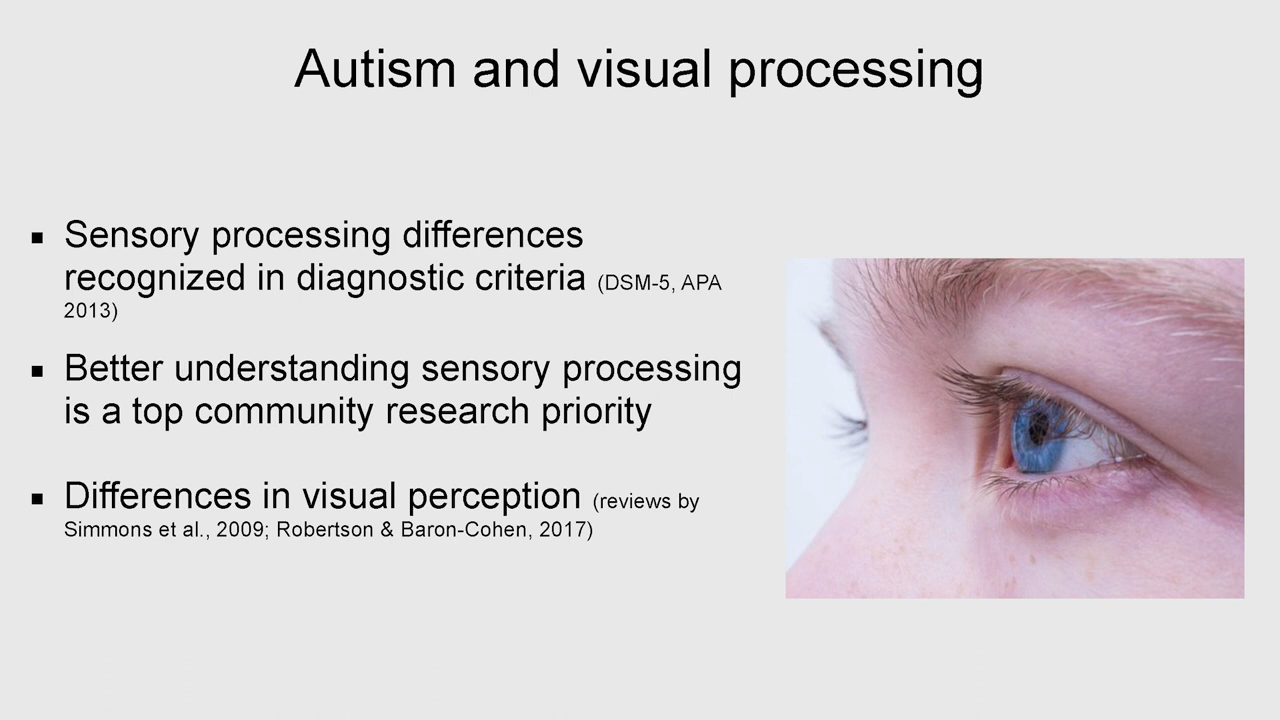 Autism and visual processing
▪ Sensory processing differences
recognized in diagnostic criteria (DSM-5, APA
2013)
▪ Better understanding sensory processing
is a top community research priority
▪ Differences in visual perception (reviews by
Simmons et al., 2009; Robertson & Baron-Cohen, 2017)